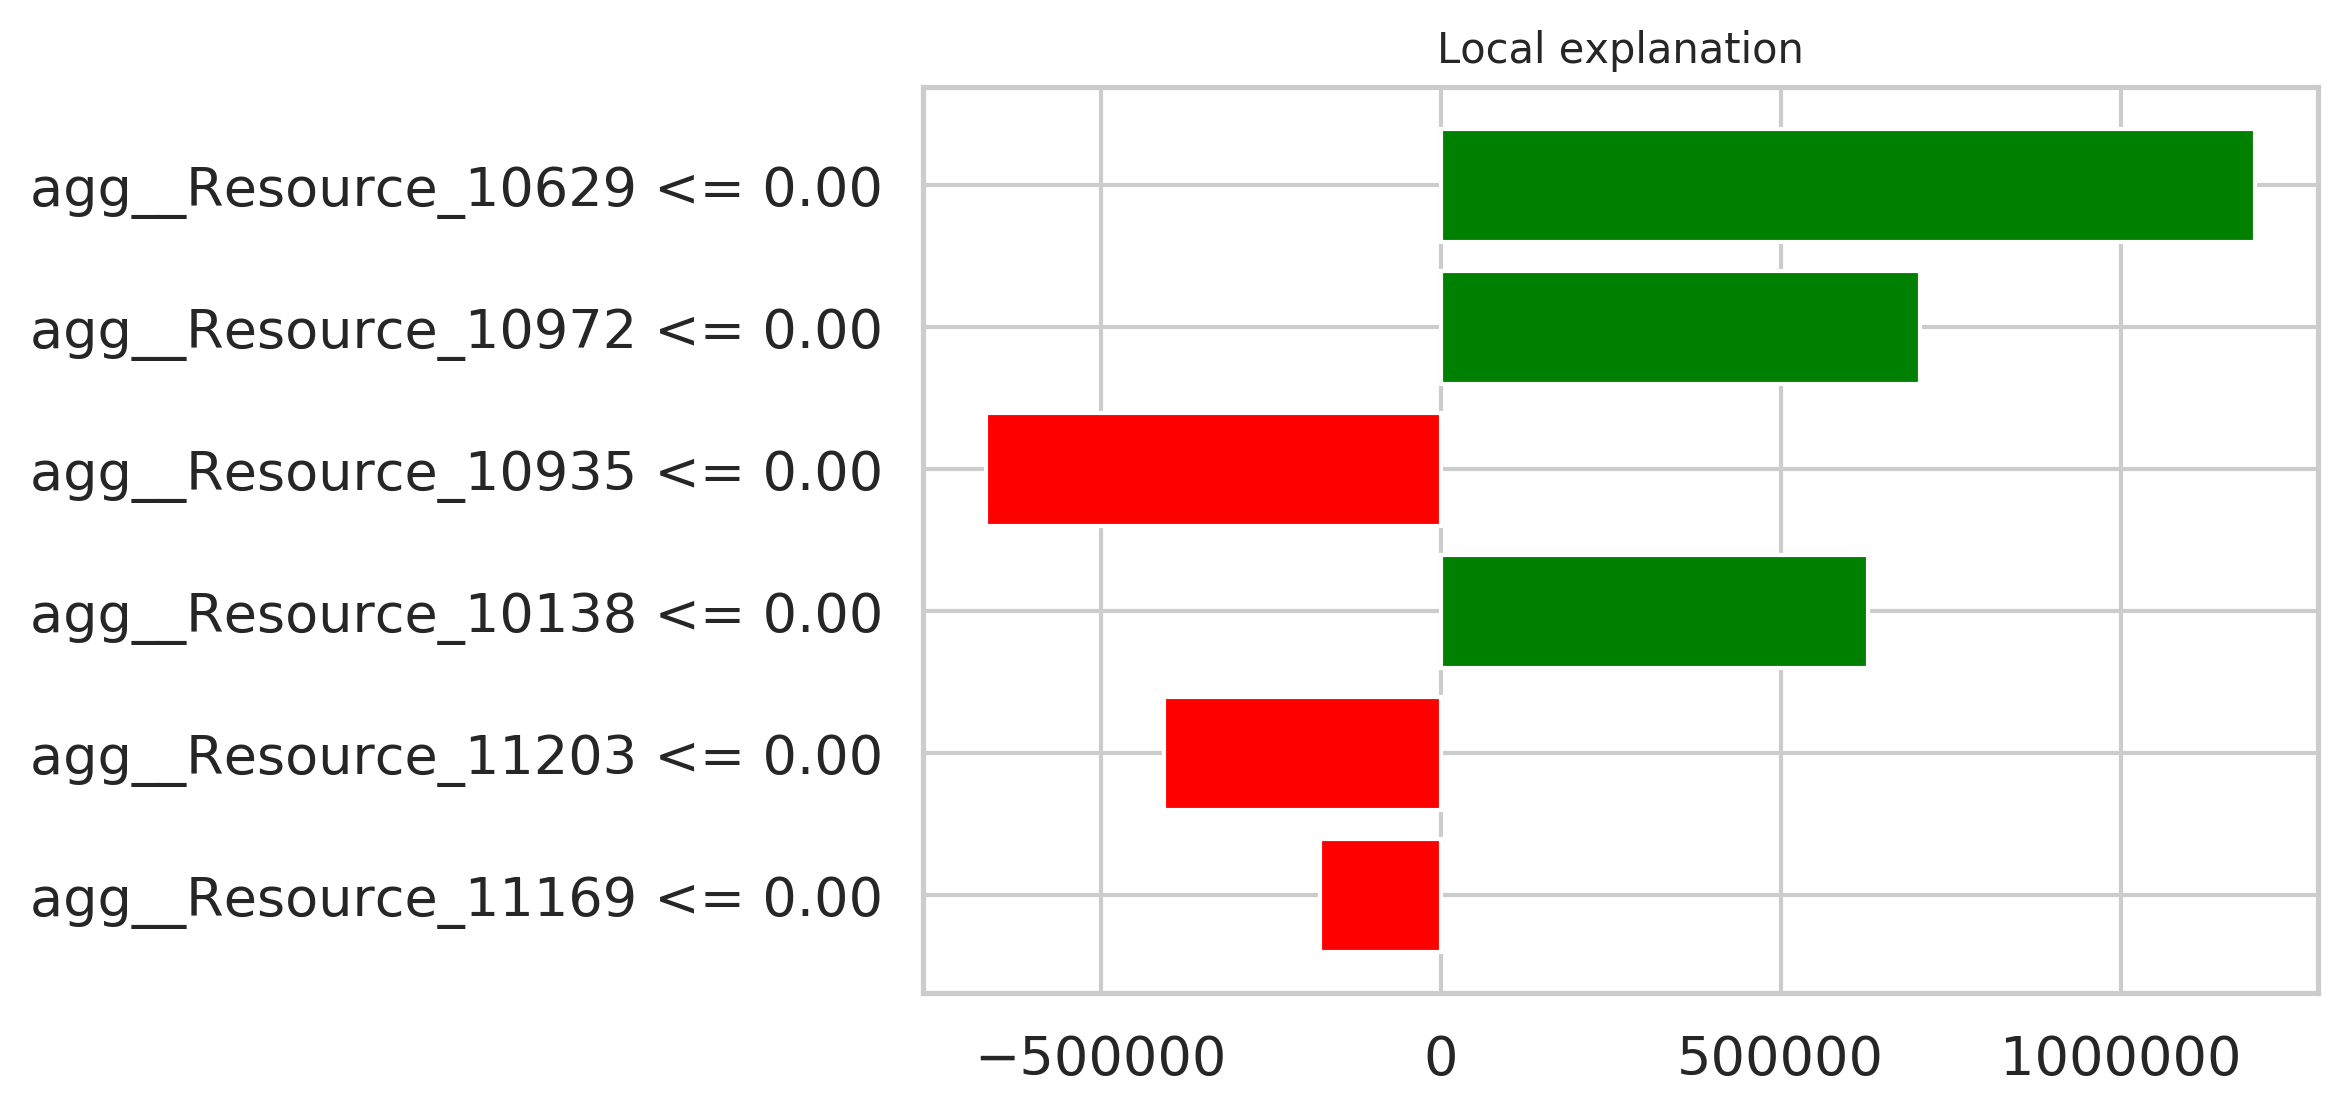 Local explanation
agg__Resource_10629 <= 0.00
agg__Resource_10972 <= 0.00
agg__Resource_10935 <= 0.00
agg__Resource_10138 <= 0.00
agg__Resource_11203 <= 0.00
agg__Resource_11169 <= 0.00
−500000 0 500000 1000000